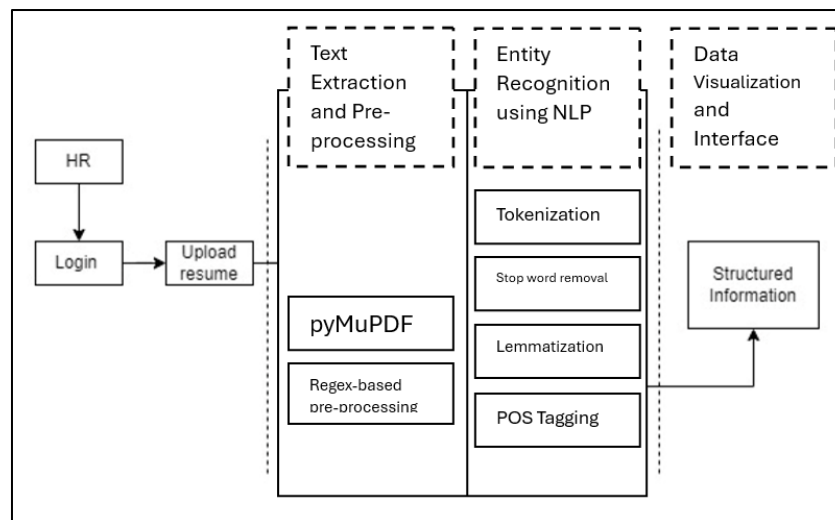 Text
Extraction
and Pre-
processing
Entity
Recognition
using NLP
Data
Visualization
and
Interface
HR
Login
Upload
resume
pyMuPDF
Regex-based
pre-processing
Tokenization
Stop word removal
Lemmatization
POS Tagging
Structured
Information